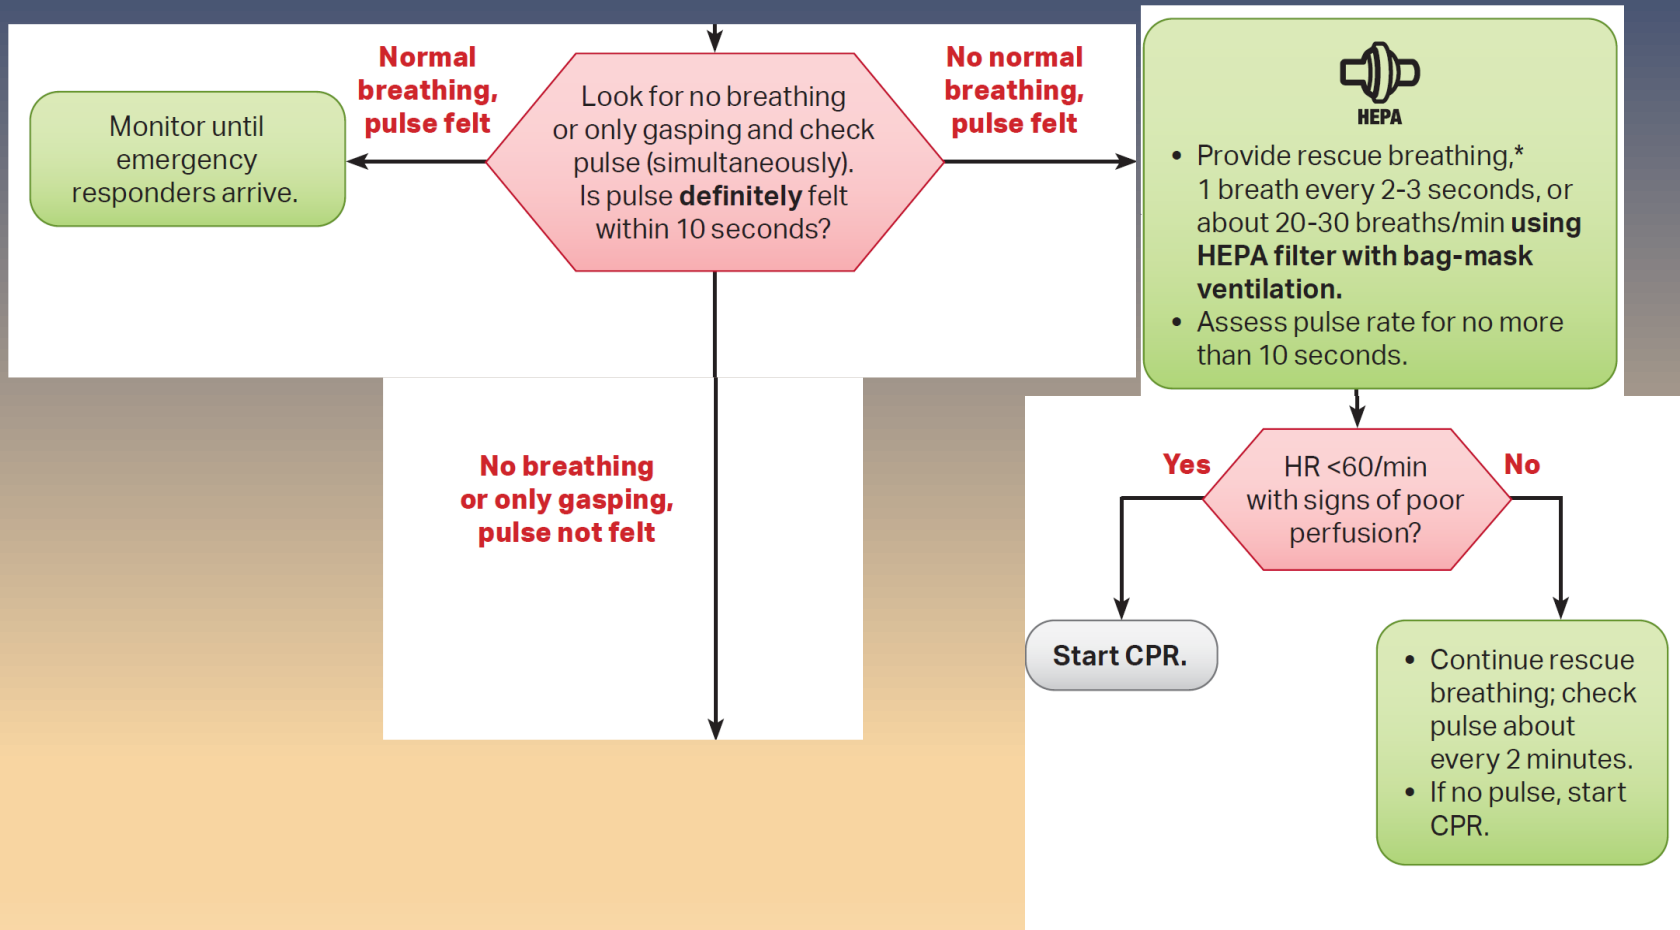 Normal
breathing,
pulse felt
Look for no breathing
or only gasping and check
pulse (simultaneously).
Is pulse definitely felt
within 10 seconds?
No normal
breathing,
pulse felt
Monitor until
emergency
responders arrive.
HEPA
• Provide rescue breathing,*
1 breath every 2-3 seconds, or
about 20-30 breaths/min using
HEPA filter with bag-mask
ventilation.
• Assess pulse rate for no more
than 10 seconds.
No breathing
or only gasping,
pulse not felt
Yes
HR <60/min
with signs of poor
perfusion?
No
Start CPR.
• Continue rescue
breathing; check
pulse about
every 2 minutes.
• If no pulse, start
CPR.